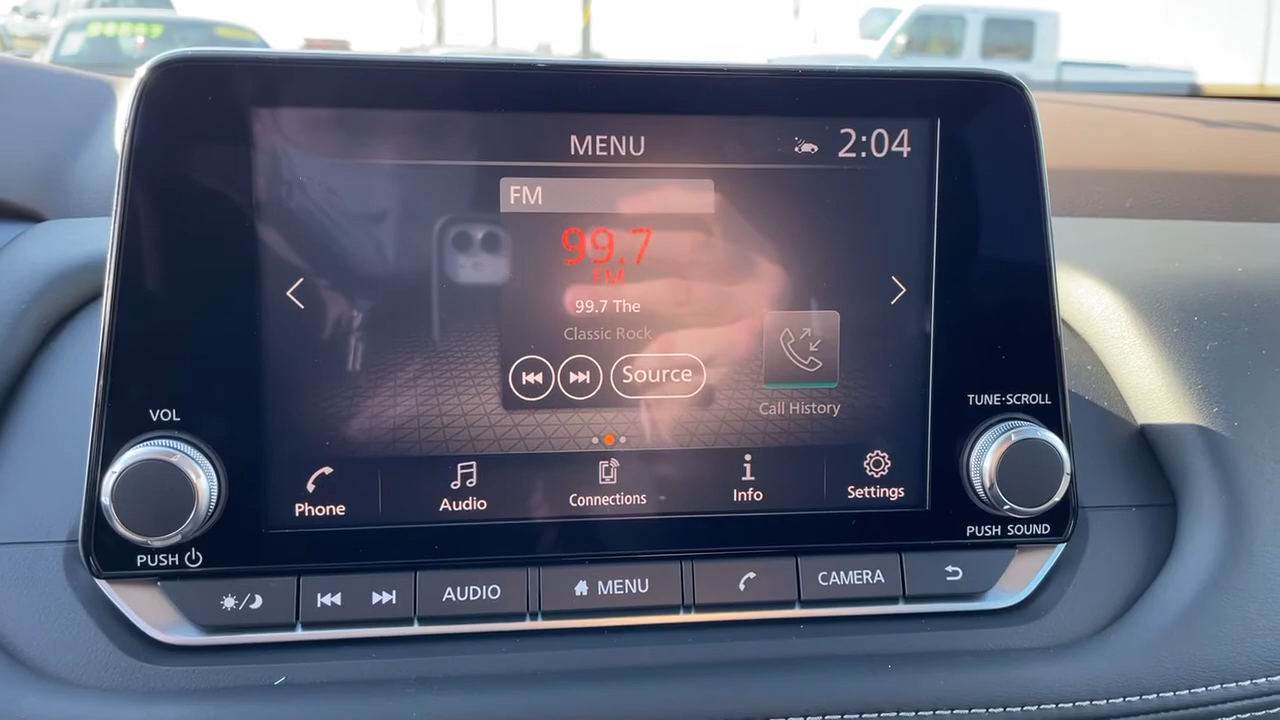 MENU
2:04
FM
99.7
FM
99.7 The
Classic Rock
Source
Call History
VOL
TUNE·SCROLL
Phone
Audio
Connections
Info
Settings
PUSH
PUSH SOUND
AUDIO
MENU
CAMERA